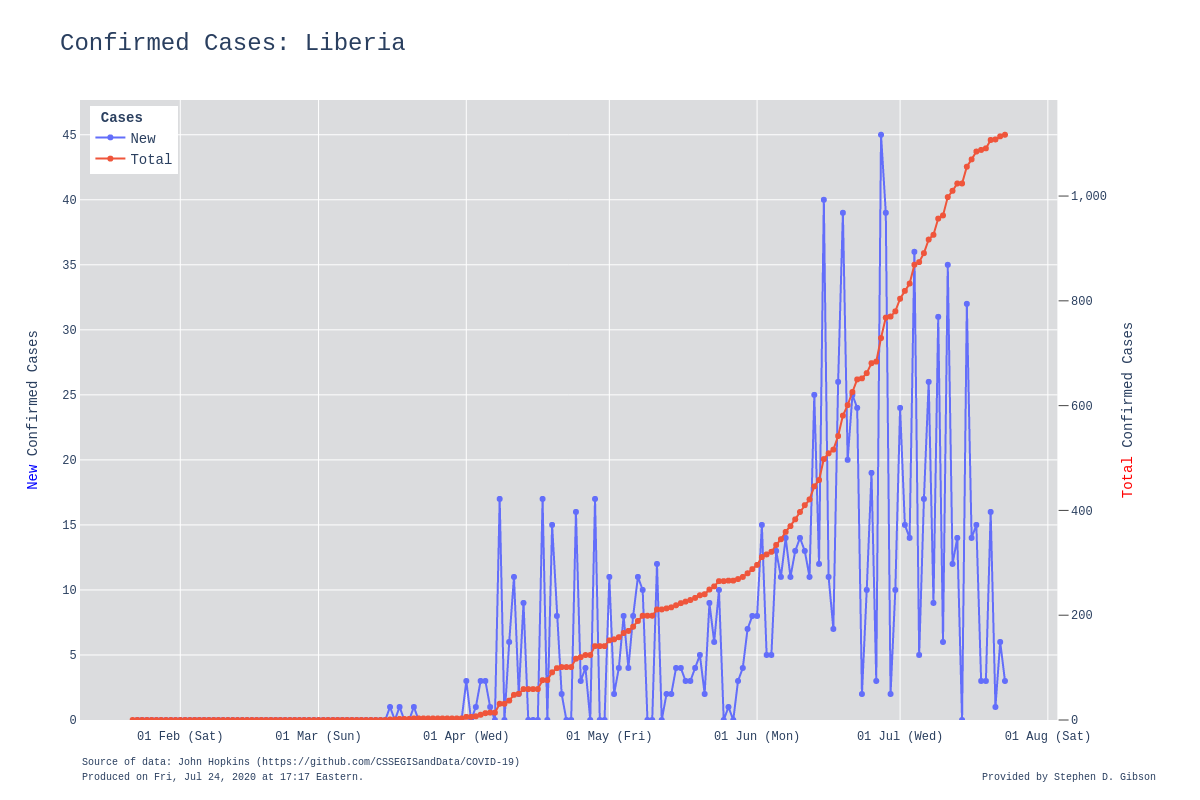 Confirmed Cases: Liberia
Cases
New
Total
45
40
35
30
25
20
15
10
5
0
New Confirmed Cases
1,000
800
600
400
200
0
Total Confirmed Cases
01 Feb (Sat)
01 Mar (Sun)
01 Apr (Wed)
01 May (Fri)
01 Jun (Mon)
01 Jul (Wed)
01 Aug (Sat)
Source of data: John Hopkins (https://github.com/CSSEGISandData/COVID-19)
Produced on Fri, Jul 24, 2020 at 17:17 Eastern.
Provided by Stephen D. Gibson